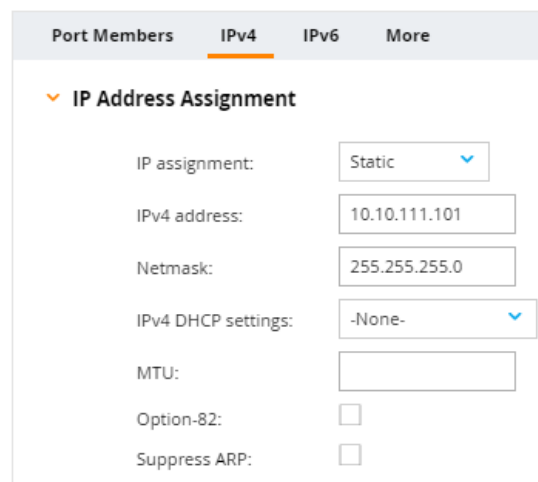 Port Members IPv4 IPv6 More
IP Address Assignment
IP assignment: Static
IPv4 address: 10.10.111.101
Netmask: 255.255.255.0
IPv4 DHCP settings: -None-
MTU:
Option-82:
Suppress ARP: